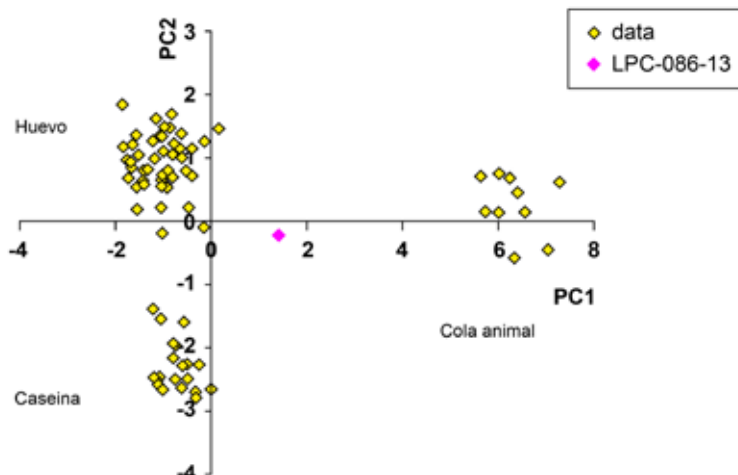 PC2
3
data
LPC-086-13
2
Huevo
1
0
-4
-2
0
2
4
6
8
-1
PC1
Cola animal
-2
Caseina
-3
-4